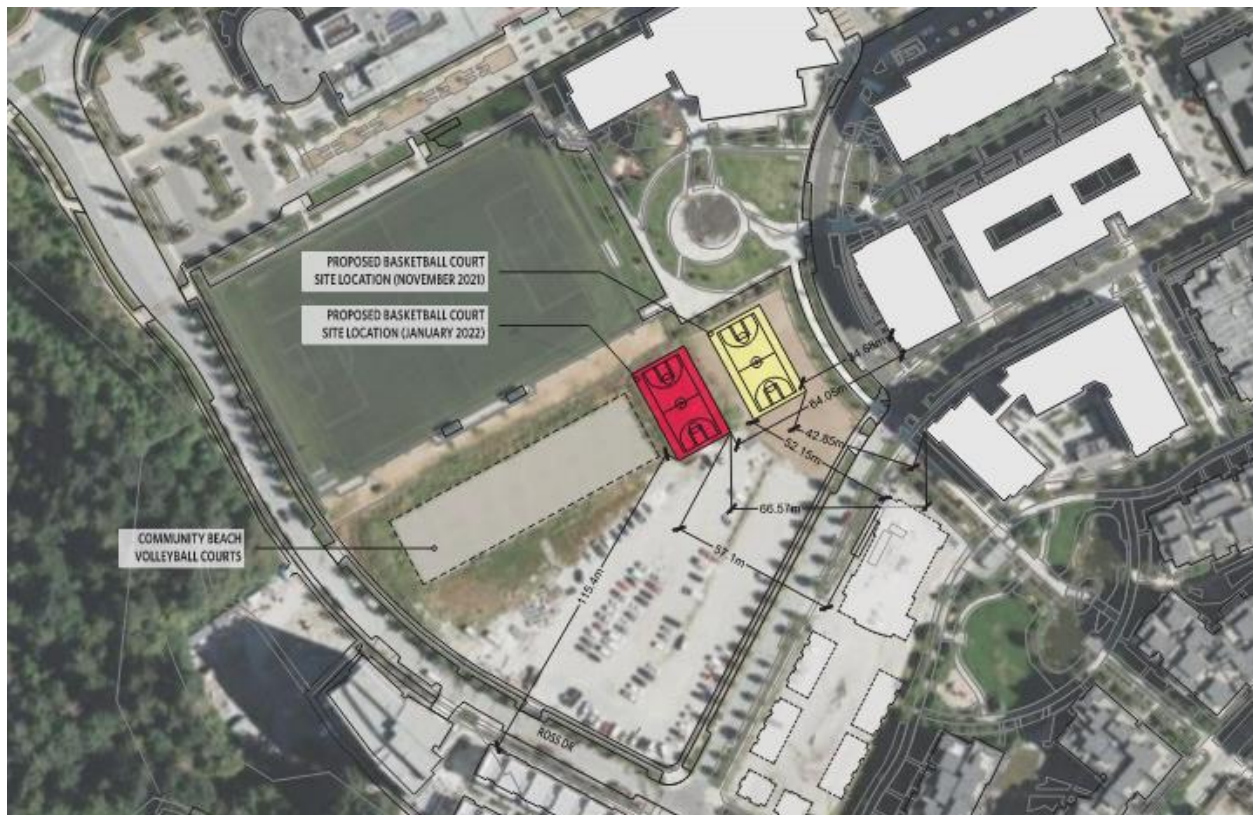 PROPOSED BASKETBALL COURT
SITE LOCATION (NOVEMBER 2021)
PROPOSED BASKETBALL COURT
SITE LOCATION (JANUARY 2022)
64.05m
42.85m
52.15m
66.57m
57.1m
115.4m
COMMUNITY BEACH
VOLLEYBALL COURTS
ROSS DR